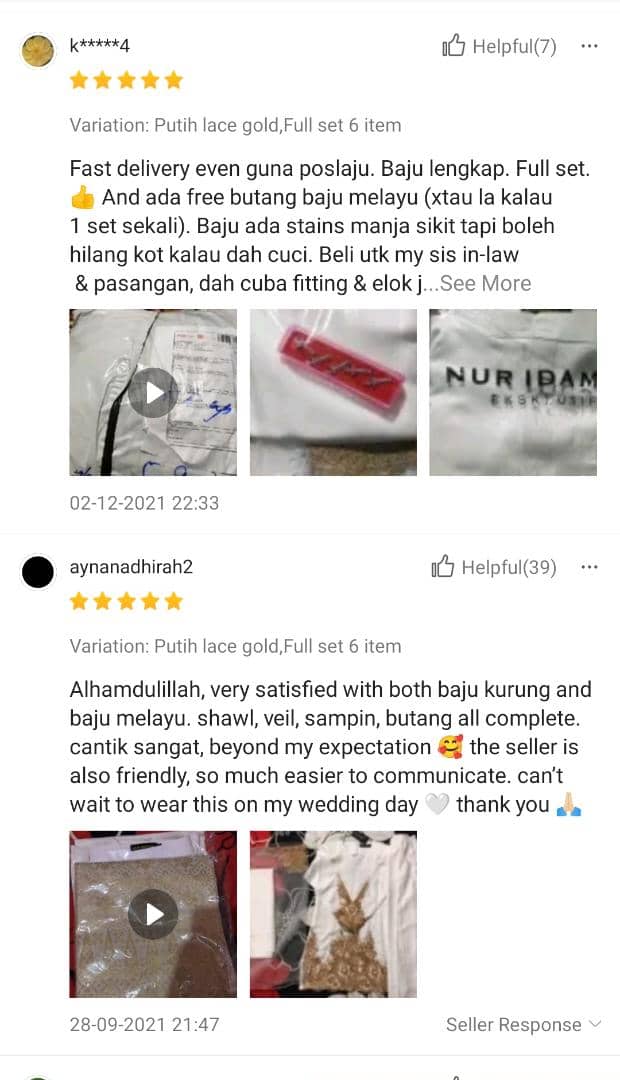 k*****4
Helpful(7)
Variation: Putih lace gold,Full set 6 item
Fast delivery even guna poslaju. Baju lengkap. Full set.
👍 And ada free butang baju melayu (xtau la kalau
1 set sekali). Baju ada stains manja sikit tapi boleh
hilang kot kalau dah cuci. Beli utk my sis in-law
& pasangan, dah cuba fitting & elok j...See More
NUR IDAM
EKSKLUSIF
02-12-2021 22:33
aynanadhirah2
Helpful(39)
Variation: Putih lace gold,Full set 6 item
Alhamdulillah, very satisfied with both baju kurung and
baju melayu. shawl, veil, sampin, butang all complete.
cantik sangat, beyond my expectation 🥰 the seller is
also friendly, so much easier to communicate. can't
wait to wear this on my wedding day 🤍 thank you 🙏🏻
28-09-2021 21:47
Seller Response